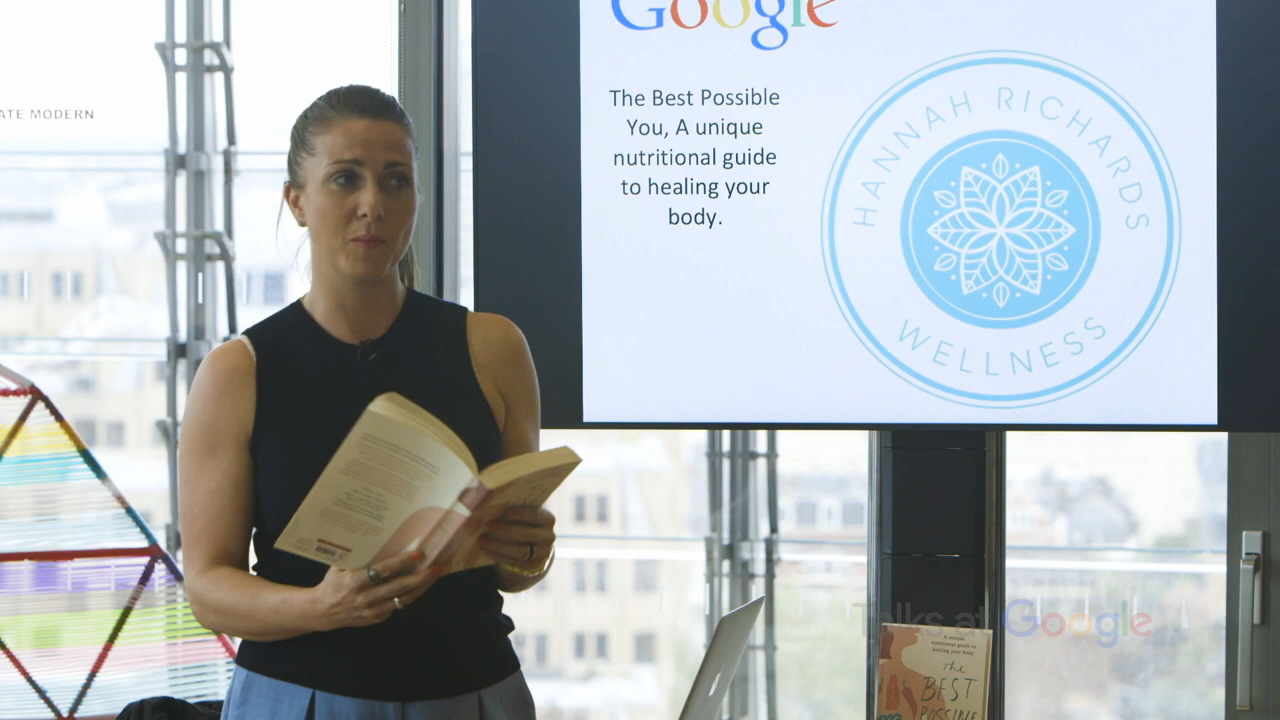 ATE MODERN
Google
The Best Possible
You, A unique
nutritional guide
to healing your
body.
HANNAH RICHARDS
WELLNESS
Talks at Google
A unique
nutritional guide to
healing your body
The
BEST
POSSIBLE